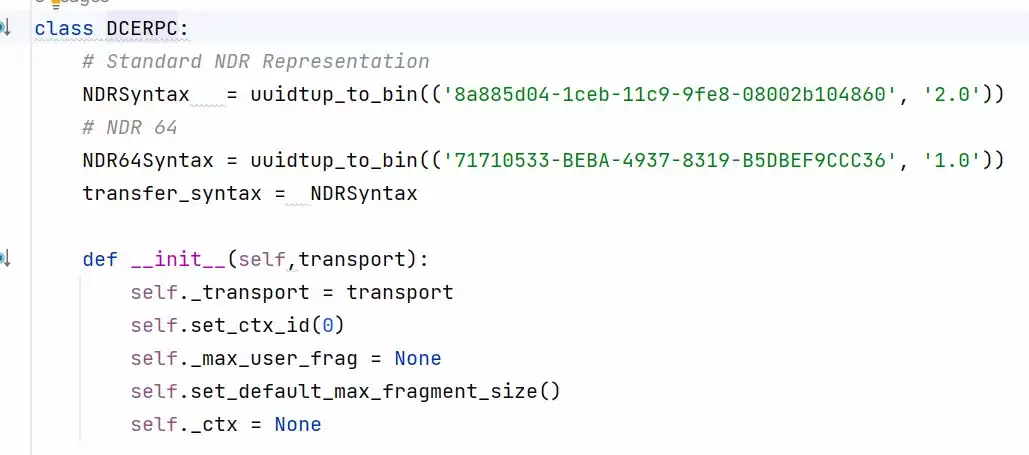 class DCERPC:
    # Standard NDR Representation
    NDRSyntax   = uuidtup_to_bin(('8a885d04-1ceb-11c9-9fe8-08002b104860', '2.0'))
    # NDR 64
    NDR64Syntax = uuidtup_to_bin(('71710533-BEBA-4937-8319-B5DBEF9CCC36', '1.0'))
    transfer_syntax =  NDRSyntax

    def __init__(self,transport):
        self._transport = transport
        self.set_ctx_id(0)
        self._max_user_frag = None
        self.set_default_max_fragment_size()
        self._ctx = None